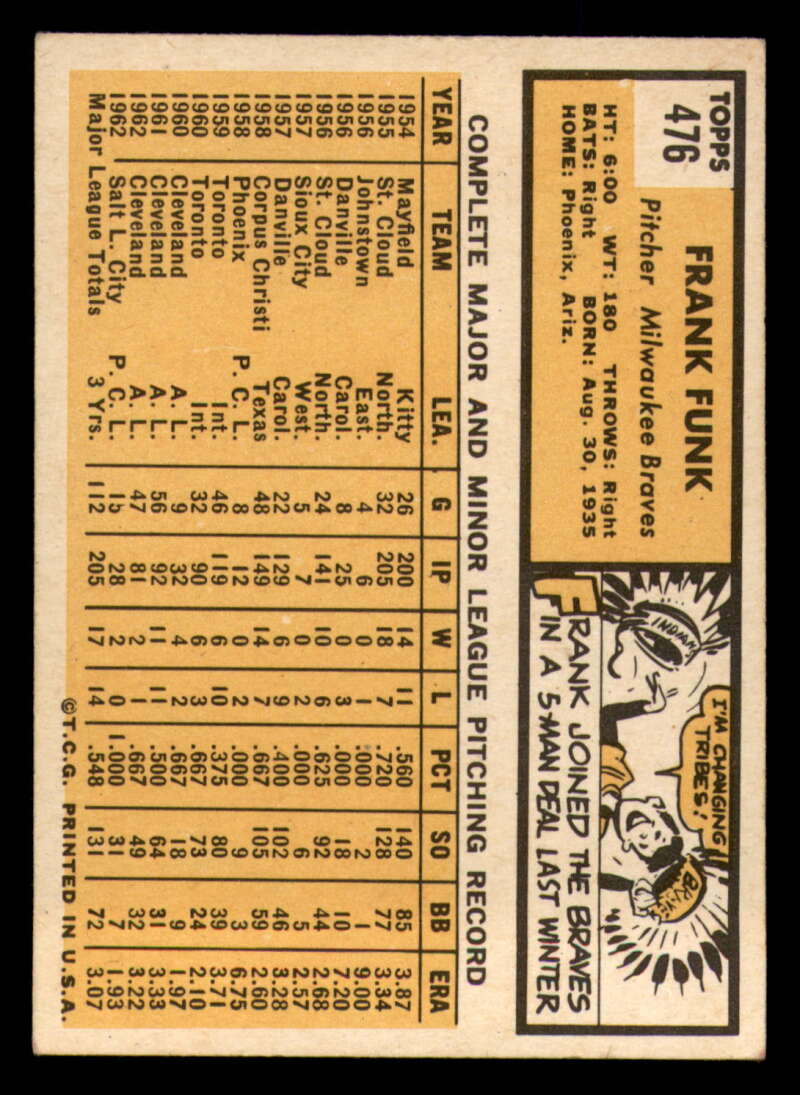 TOPPS
476
FRANK FUNK
Pitcher Milwaukee Braves
HT: 6:00 WT: 180 THROWS: Right
BATS: Right BORN: Aug. 30, 1935
HOME: Phoenix, Ariz.
INDIANS
I'M CHANGING
TRIBES!
BRAVES
FRANK JOINED THE BRAVES
IN A 5-MAN DEAL LAST WINTER
COMPLETE MAJOR AND MINOR LEAGUE PITCHING RECORD
YEAR TEAM LEA. G IP W L PCT SO BB ERA
1954 Mayfield Kitty 26 200 14 11 .560 140 85 3.87
1955 St. Cloud North. 32 205 18 7 .720 128 77 3.34
1956 Johnstown East. 4 6 0 1 .000 2 1 9.00
1956 Danville Carol. 8 25 0 3 .000 18 10 7.20
1956 St. Cloud North. 24 141 10 6 .625 92 44 2.68
1957 Sioux City West. 5 7 0 2 .000 6 5 2.57
1957 Danville Carol. 22 129 6 9 .400 102 46 3.28
1958 Corpus Christi Texas 48 149 14 7 .667 105 59 2.60
1958 Phoenix P. C. L. 8 12 0 2 .000 9 3 6.75
1959 Toronto Int. 46 119 6 10 .375 80 39 3.71
1960 Toronto Int. 32 90 6 3 .667 73 24 2.10
1960 Cleveland A. L. 9 32 4 2 .667 18 9 1.97
1961 Cleveland A. L. 56 92 11 11 .500 64 31 3.33
1962 Cleveland A. L. 47 81 2 1 .667 49 32 3.22
1962 Salt L. City P. C. L. 15 28 2 0 1.000 31 7 1.93
Major League Totals 3 Yrs. 112 205 17 14 .548 131 72 3.07
©T.C.G. PRINTED IN U.S.A.